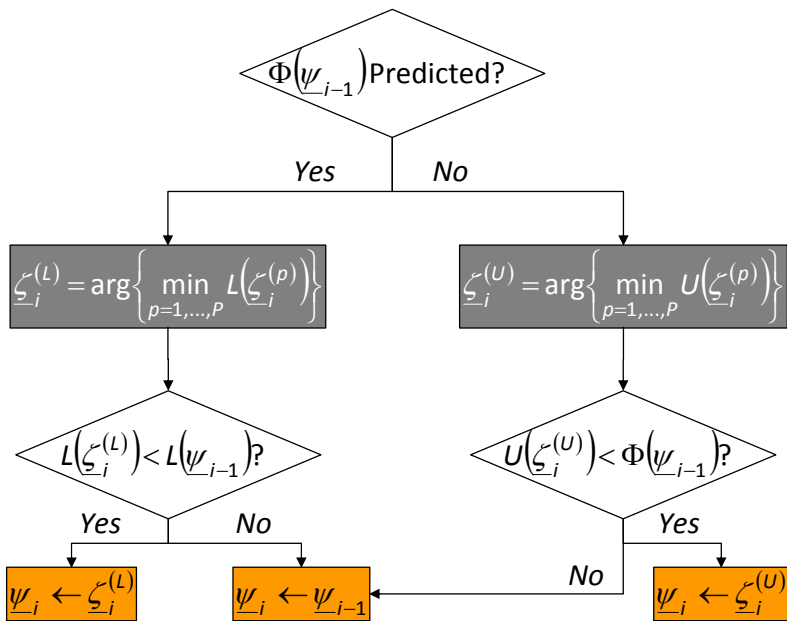 Φ(ψ_{i−1}) Predicted?
Yes No
ζ_i^{(L)} = arg{min_{p=1,...,P} L(ζ_i^{(p)})}
ζ_i^{(U)} = arg{min_{p=1,...,P} U(ζ_i^{(p)})}
L(ζ_i^{(L)}) < L(ψ_{i−1})?
U(ζ_i^{(U)}) < Φ(ψ_{i−1})?
Yes No
No Yes
ψ_i ← ζ_i^{(L)}
ψ_i ← ψ_{i−1}
ψ_i ← ζ_i^{(U)}